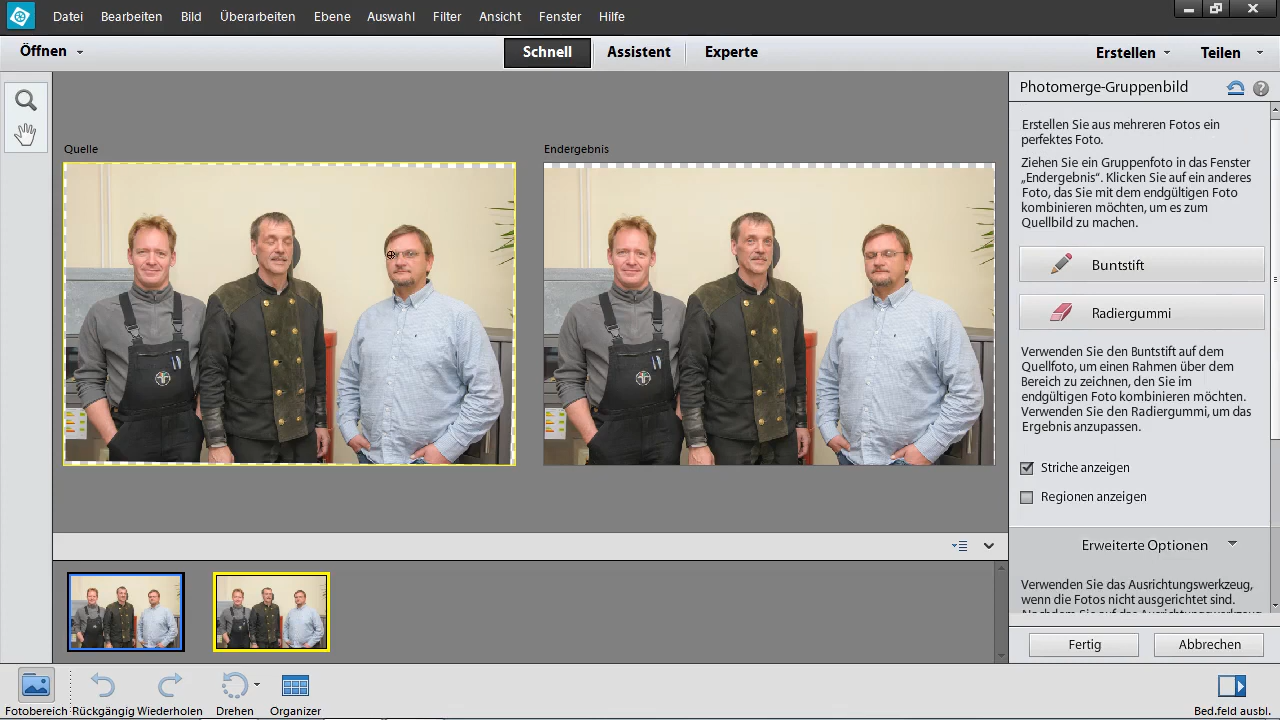 Datei Bearbeiten Bild Überarbeiten Ebene Auswahl Filter Ansicht Fenster Hilfe
Öffnen Schnell Assistent Experte Erstellen Teilen
Photomerge-Gruppenbild
Erstellen Sie aus mehreren Fotos ein
perfektes Foto.
Ziehen Sie ein Gruppenfoto in das Fenster
„Endergebnis“. Klicken Sie auf ein anderes
Foto, das Sie mit dem endgültigen Foto
kombinieren möchten, um es zum
Quellbild zu machen.
Quelle
Endergebnis
Buntstift
Radiergummi
Verwenden Sie den Buntstift auf dem
Quellfoto, um einen Rahmen über dem
Bereich zu zeichnen, den Sie im
endgültigen Foto kombinieren möchten.
Verwenden Sie den Radiergummi, um das
Ergebnis anzupassen.
Striche anzeigen
Regionen anzeigen
Erweiterte Optionen
Verwenden Sie das Ausrichtungswerkzeug,
wenn die Fotos nicht ausgerichtet sind.
Nachdem Sie auf das Ausrichtungswerkzeug
Fertig Abbrechen
Fotobereich Rückgängig Wiederholen Drehen Organizer Bed.feld ausbl.